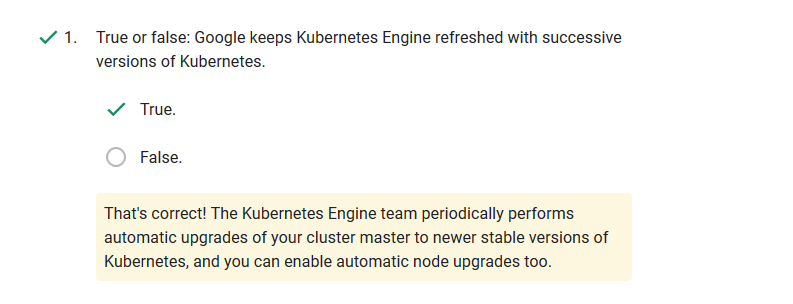 1. True or false: Google keeps Kubernetes Engine refreshed with successive
versions of Kubernetes.
True.
False.
That's correct! The Kubernetes Engine team periodically performs
automatic upgrades of your cluster master to newer stable versions of
Kubernetes, and you can enable automatic node upgrades too.